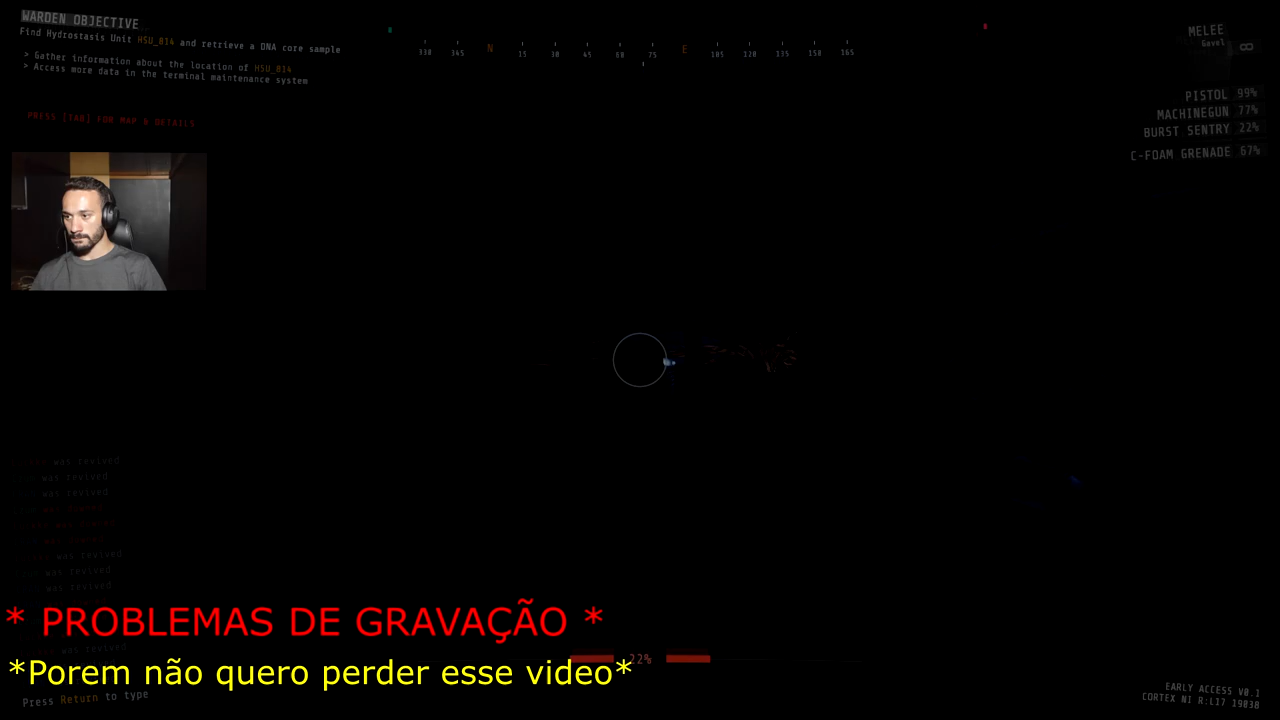 WARDEN OBJECTIVE
Find Hydrostasis Unit HSU_814 and retrieve a DNA core sample
> Gather information about the location of HSU_814
> Access more data in the terminal maintenance system
PRESS [TAB] FOR MAP & DETAILS
330 345 N 15 30 45 60 75 E 105 120 135 150 165
MELEE
Gavel
8
PISTOL 99%
MACHINEGUN 77%
BURST SENTRY 22%
C-FOAM GRENADE 67%
was revived
was revived
was revived
was revived
was revived
was revived
* PROBLEMAS DE GRAVAÇÃO *
was revived
22%
*Porem não quero perder esse video*
Press Return to type
EARLY ACCESS V0.1
CORTEX NI R:L17 19038